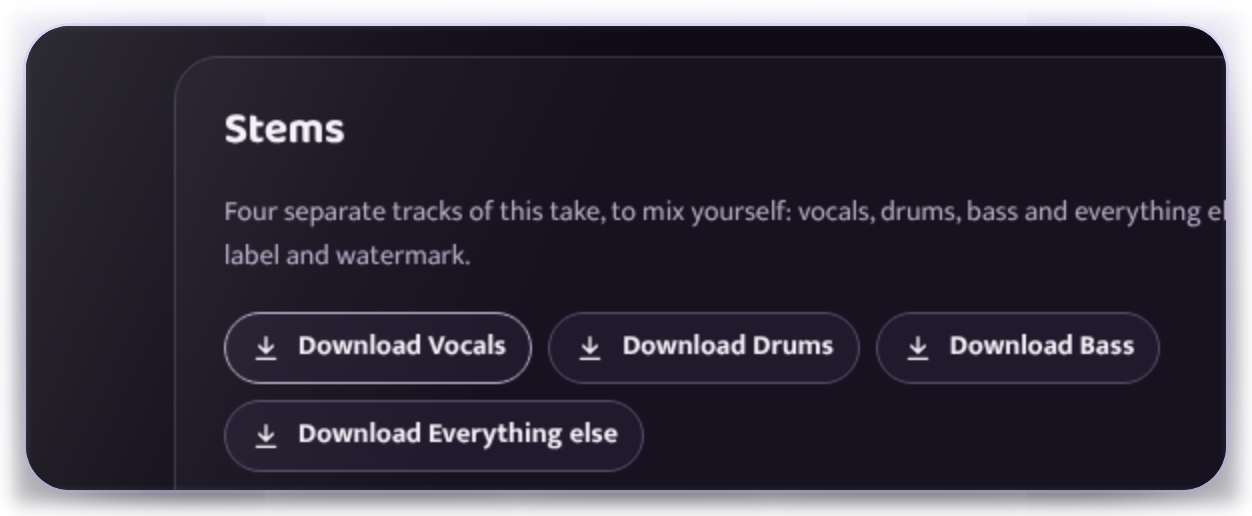 Stems
Four separate tracks of this take, to mix yourself: vocals, drums, bass and everything
label and watermark.
Download Vocals
Download Drums
Download Bass
Download Everything else